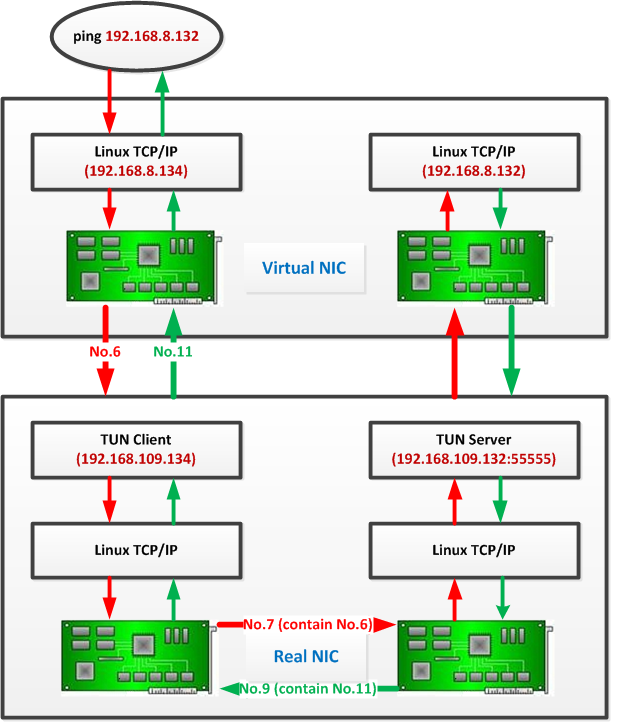 ping 192.168.8.132
Linux TCP/IP
(192.168.8.134)
Linux TCP/IP
(192.168.8.132)
Virtual NIC
No.6
No.11
TUN Client
(192.168.109.134)
TUN Server
(192.168.109.132:55555)
Linux TCP/IP
Linux TCP/IP
No.7 (contain No.6)
Real NIC
No.9 (contain No.11)